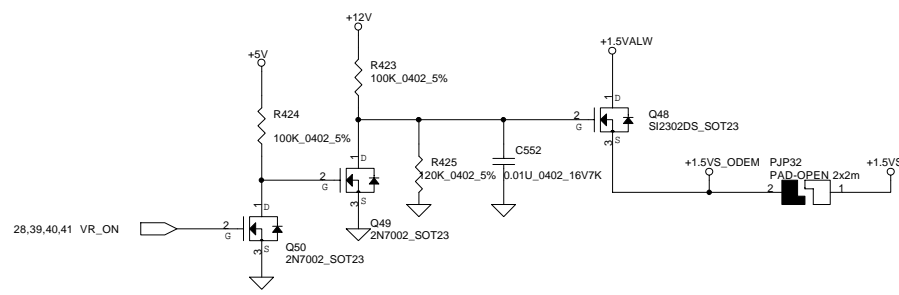 +12V
+1.5VALW
+5V
R423
100K_0402_5%
1
D
2
G
Q48
SI2302DS_SOT23
3
S
R424
100K_0402_5%
C552
0.01U_0402_16V7K
R425
120K_0402_5%
+1.5VS_ODEM
PJP32
PAD-OPEN 2x2m
+1.5VS
2
1
1
D
2
G
3
S
Q49
2N7002_SOT23
28,39,40,41 VR_ON
1
D
2
G
3
S
Q50
2N7002_SOT23